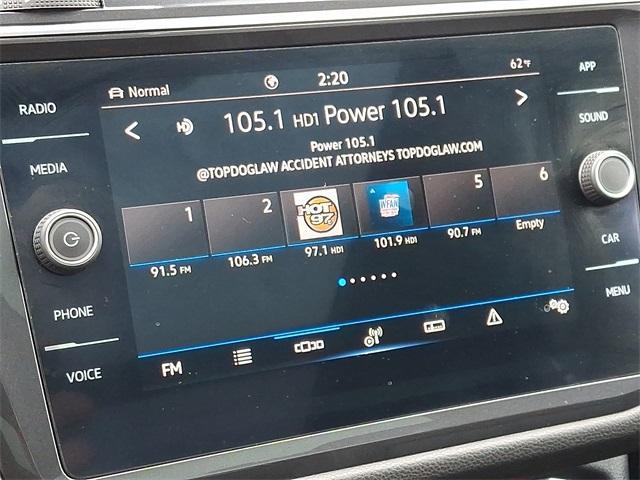 RADIO
MEDIA
PHONE
VOICE
Normal
2:20
62°F
HD
105.1 HD1 Power 105.1
Power 105.1
@TOPDOGLAW ACCIDENT ATTORNEYS TOPDOGLAW.COM
1
2
HOT
97
WFAN
5
6
91.5 FM
106.3 FM
97.1 HD1
101.9 HD1
90.7 FM
Empty
FM
APP
SOUND
CAR
MENU